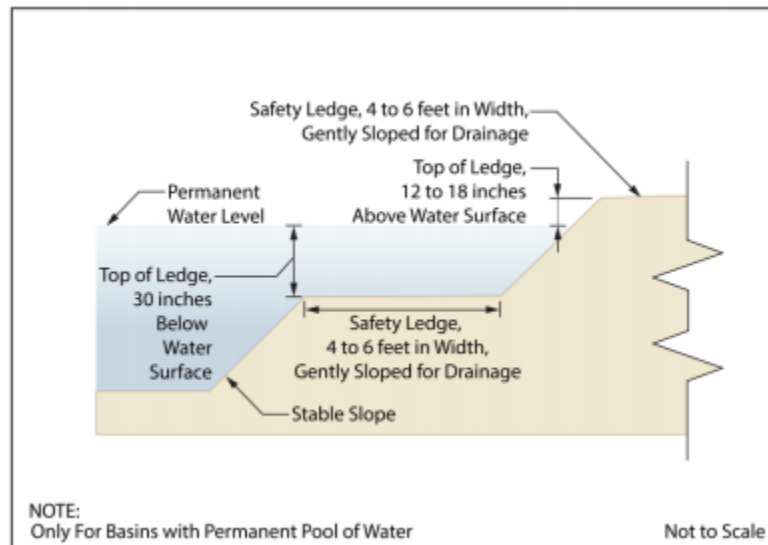 Safety Ledge, 4 to 6 feet in Width,
Gently Sloped for Drainage
Top of Ledge,
12 to 18 inches
Above Water Surface
Permanent
Water Level
Top of Ledge,
30 inches
Below
Water
Surface
Safety Ledge,
4 to 6 feet in Width,
Gently Sloped for Drainage
Stable Slope
NOTE:
Only For Basins with Permanent Pool of Water
Not to Scale